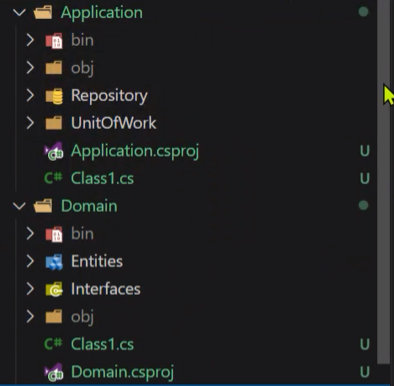 Application
bin
obj
Repository
UnitOfWork
Application.csproj U
C# Class1.cs U
Domain
bin
Entities
Interfaces
obj
C# Class1.cs U
Domain.csproj U